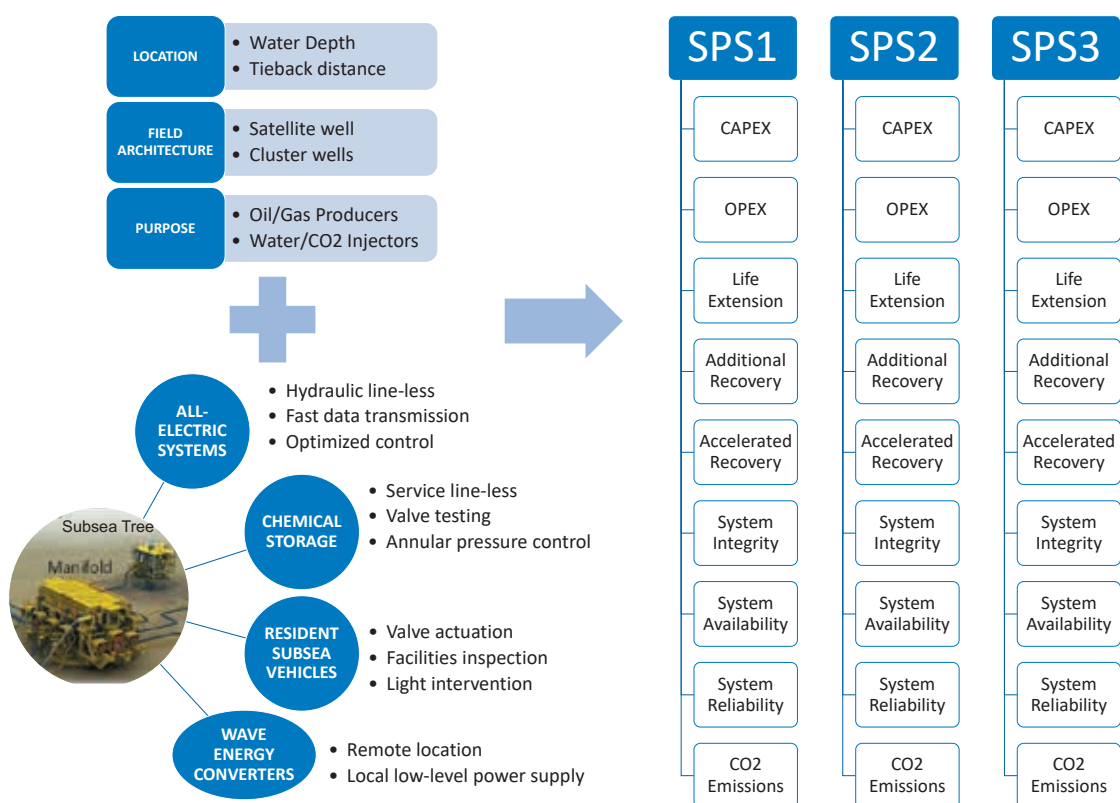 LOCATION
• Water Depth
• Tieback distance
FIELD
ARCHITECTURE
• Satellite well
• Cluster wells
PURPOSE
• Oil/Gas Producers
• Water/CO2 Injectors
ALL-
ELECTRIC
SYSTEMS
• Hydraulic line-less
• Fast data transmission
• Optimized control
CHEMICAL
STORAGE
• Service line-less
• Valve testing
• Annular pressure control
Subsea Tree
Manifold
RESIDENT
SUBSEA
VEHICLES
• Valve actuation
• Facilities inspection
• Light intervention
WAVE
ENERGY
CONVERTERS
• Remote location
• Local low-level power supply
SPS1
CAPEX
OPEX
Life
Extension
Additional
Recovery
Accelerated
Recovery
System
Integrity
System
Availability
System
Reliability
CO2
Emissions
SPS2
CAPEX
OPEX
Life
Extension
Additional
Recovery
Accelerated
Recovery
System
Integrity
System
Availability
System
Reliability
CO2
Emissions
SPS3
CAPEX
OPEX
Life
Extension
Additional
Recovery
Accelerated
Recovery
System
Integrity
System
Availability
System
Reliability
CO2
Emissions